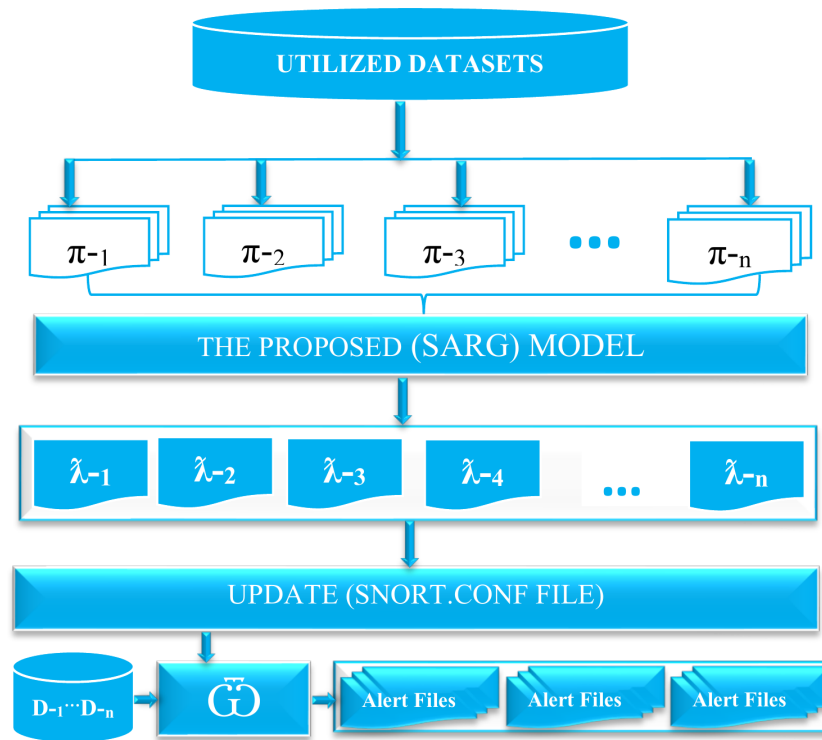 UTILIZED DATASETS
π-₁ π-₂ π-₃ ... π-ₙ
THE PROPOSED (SARG) MODEL
λ̃-₁ λ̃-₂ λ̃-₃ λ̃-₄ ... λ̃-ₙ
UPDATE (SNORT.CONF FILE)
D-₁...D-ₙ
Alert Files Alert Files Alert Files